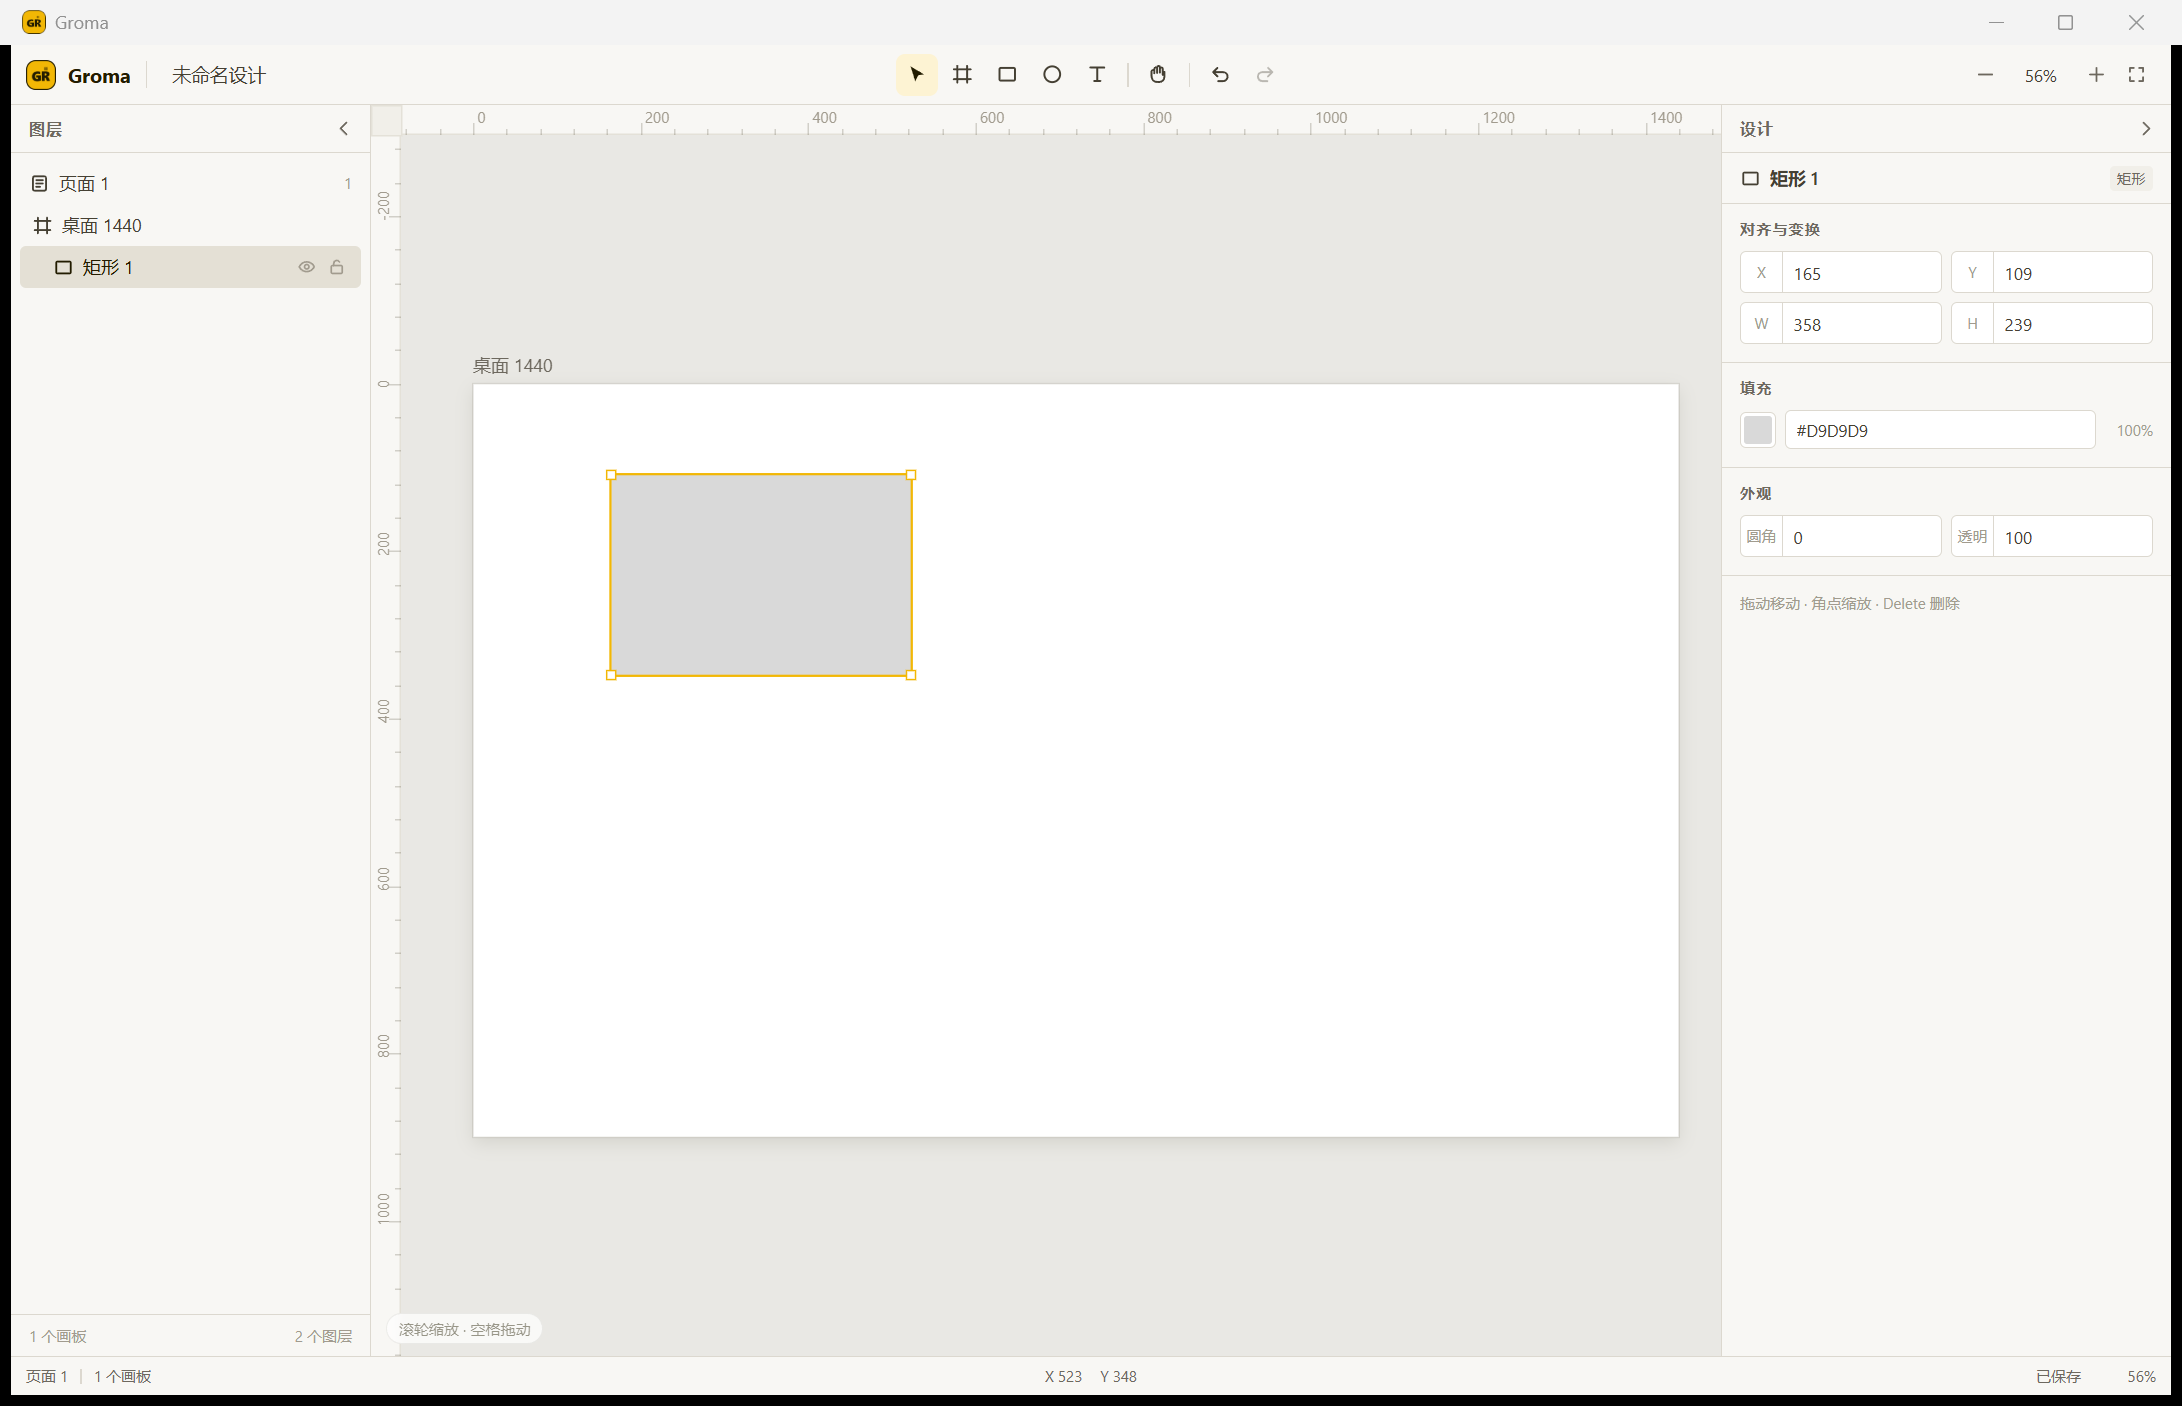 GR Groma
GR Groma 未命名设计
56%
图层
页面 1 1
桌面 1440
矩形 1
1 个画板 2 个图层
0 200 400 600 800 1000 1200 1400
-200
0
200
400
600
800
1000
桌面 1440
滚轮缩放 · 空格拖动
设计
矩形 1 矩形
对齐与变换
X 165 Y 109
W 358 H 239
填充
#D9D9D9 100%
外观
圆角 0 透明 100
拖动移动 · 角点缩放 · Delete 删除
页面 1 1 个画板 X 523 Y 348 已保存 56%